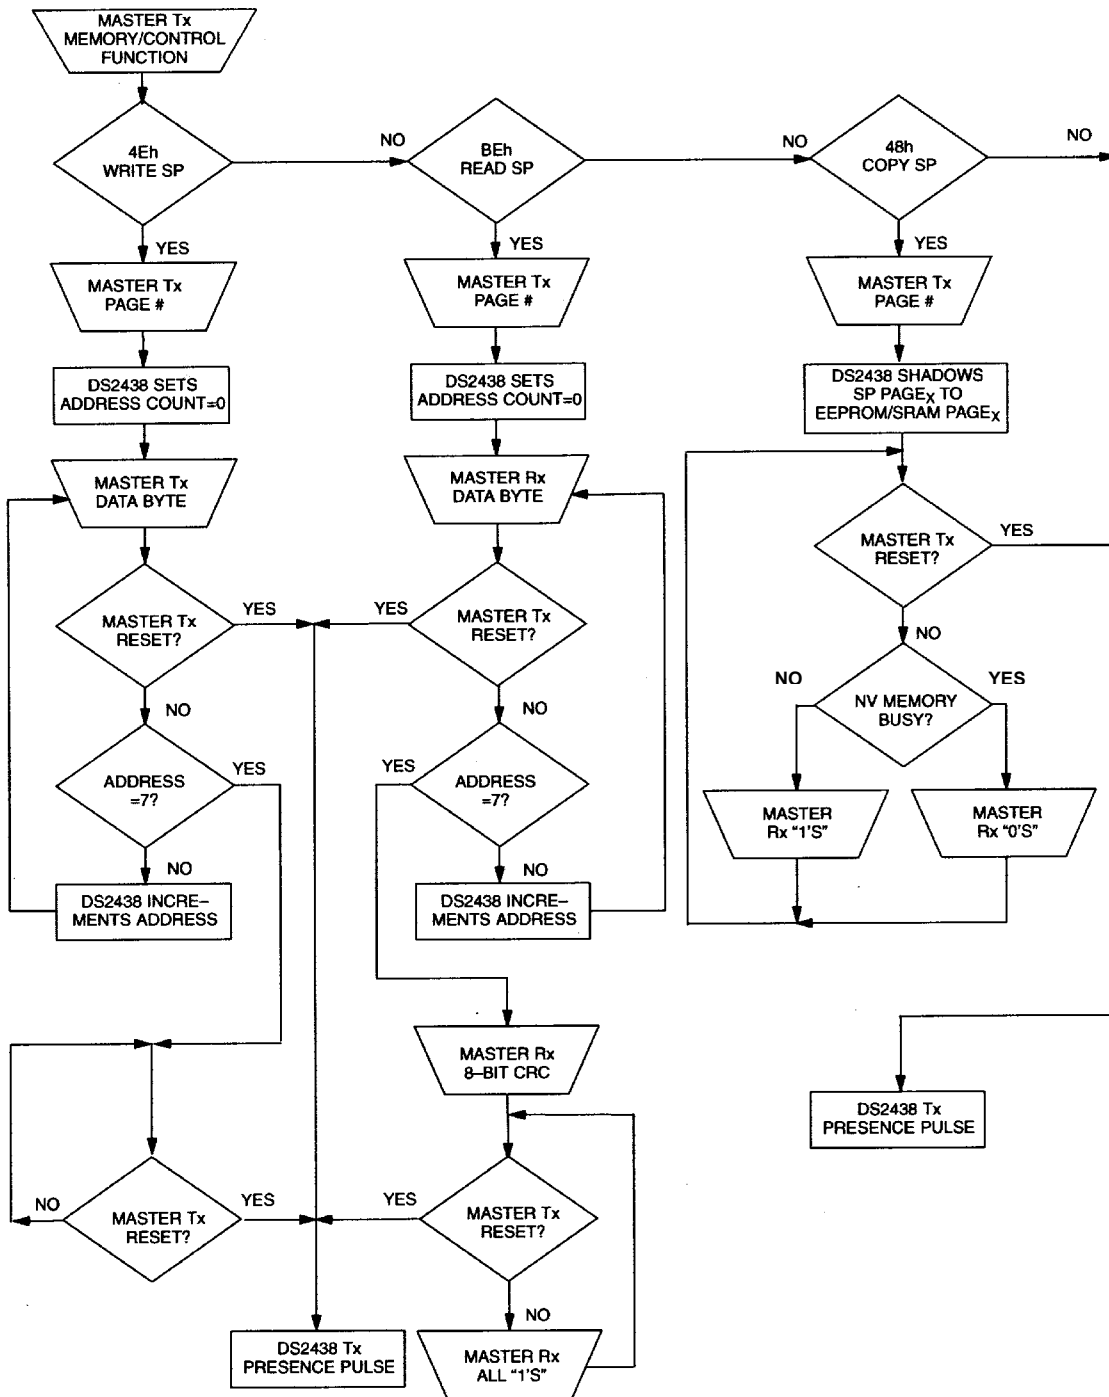 MASTER Tx
MEMORY/CONTROL
FUNCTION
4Eh
WRITE SP
NO
BEh
READ SP
NO
48h
COPY SP
NO
YES
YES
YES
MASTER Tx
PAGE #
MASTER Tx
PAGE #
MASTER Tx
PAGE #
DS2438 SETS
ADDRESS COUNT=0
DS2438 SETS
ADDRESS COUNT=0
DS2438 SHADOWS
SP PAGEX TO
EEPROM/SRAM PAGEX
MASTER Tx
DATA BYTE
MASTER Rx
DATA BYTE
MASTER Tx
RESET?
YES
MASTER Tx
RESET?
YES
YES
MASTER Tx
RESET?
NO
NO
NO
NV MEMORY
BUSY?
NO
YES
ADDRESS
=7?
YES
NO
YES
ADDRESS
=7?
NO
MASTER
Rx “1’S”
MASTER
Rx “0’S”
DS2438 INCRE–
MENTS ADDRESS
DS2438 INCRE–
MENTS ADDRESS
MASTER Rx
8–BIT CRC
DS2438 Tx
PRESENCE PULSE
NO
MASTER Tx
RESET?
YES
YES
MASTER Tx
RESET?
NO
DS2438 Tx
PRESENCE PULSE
MASTER Rx
ALL “1’S”